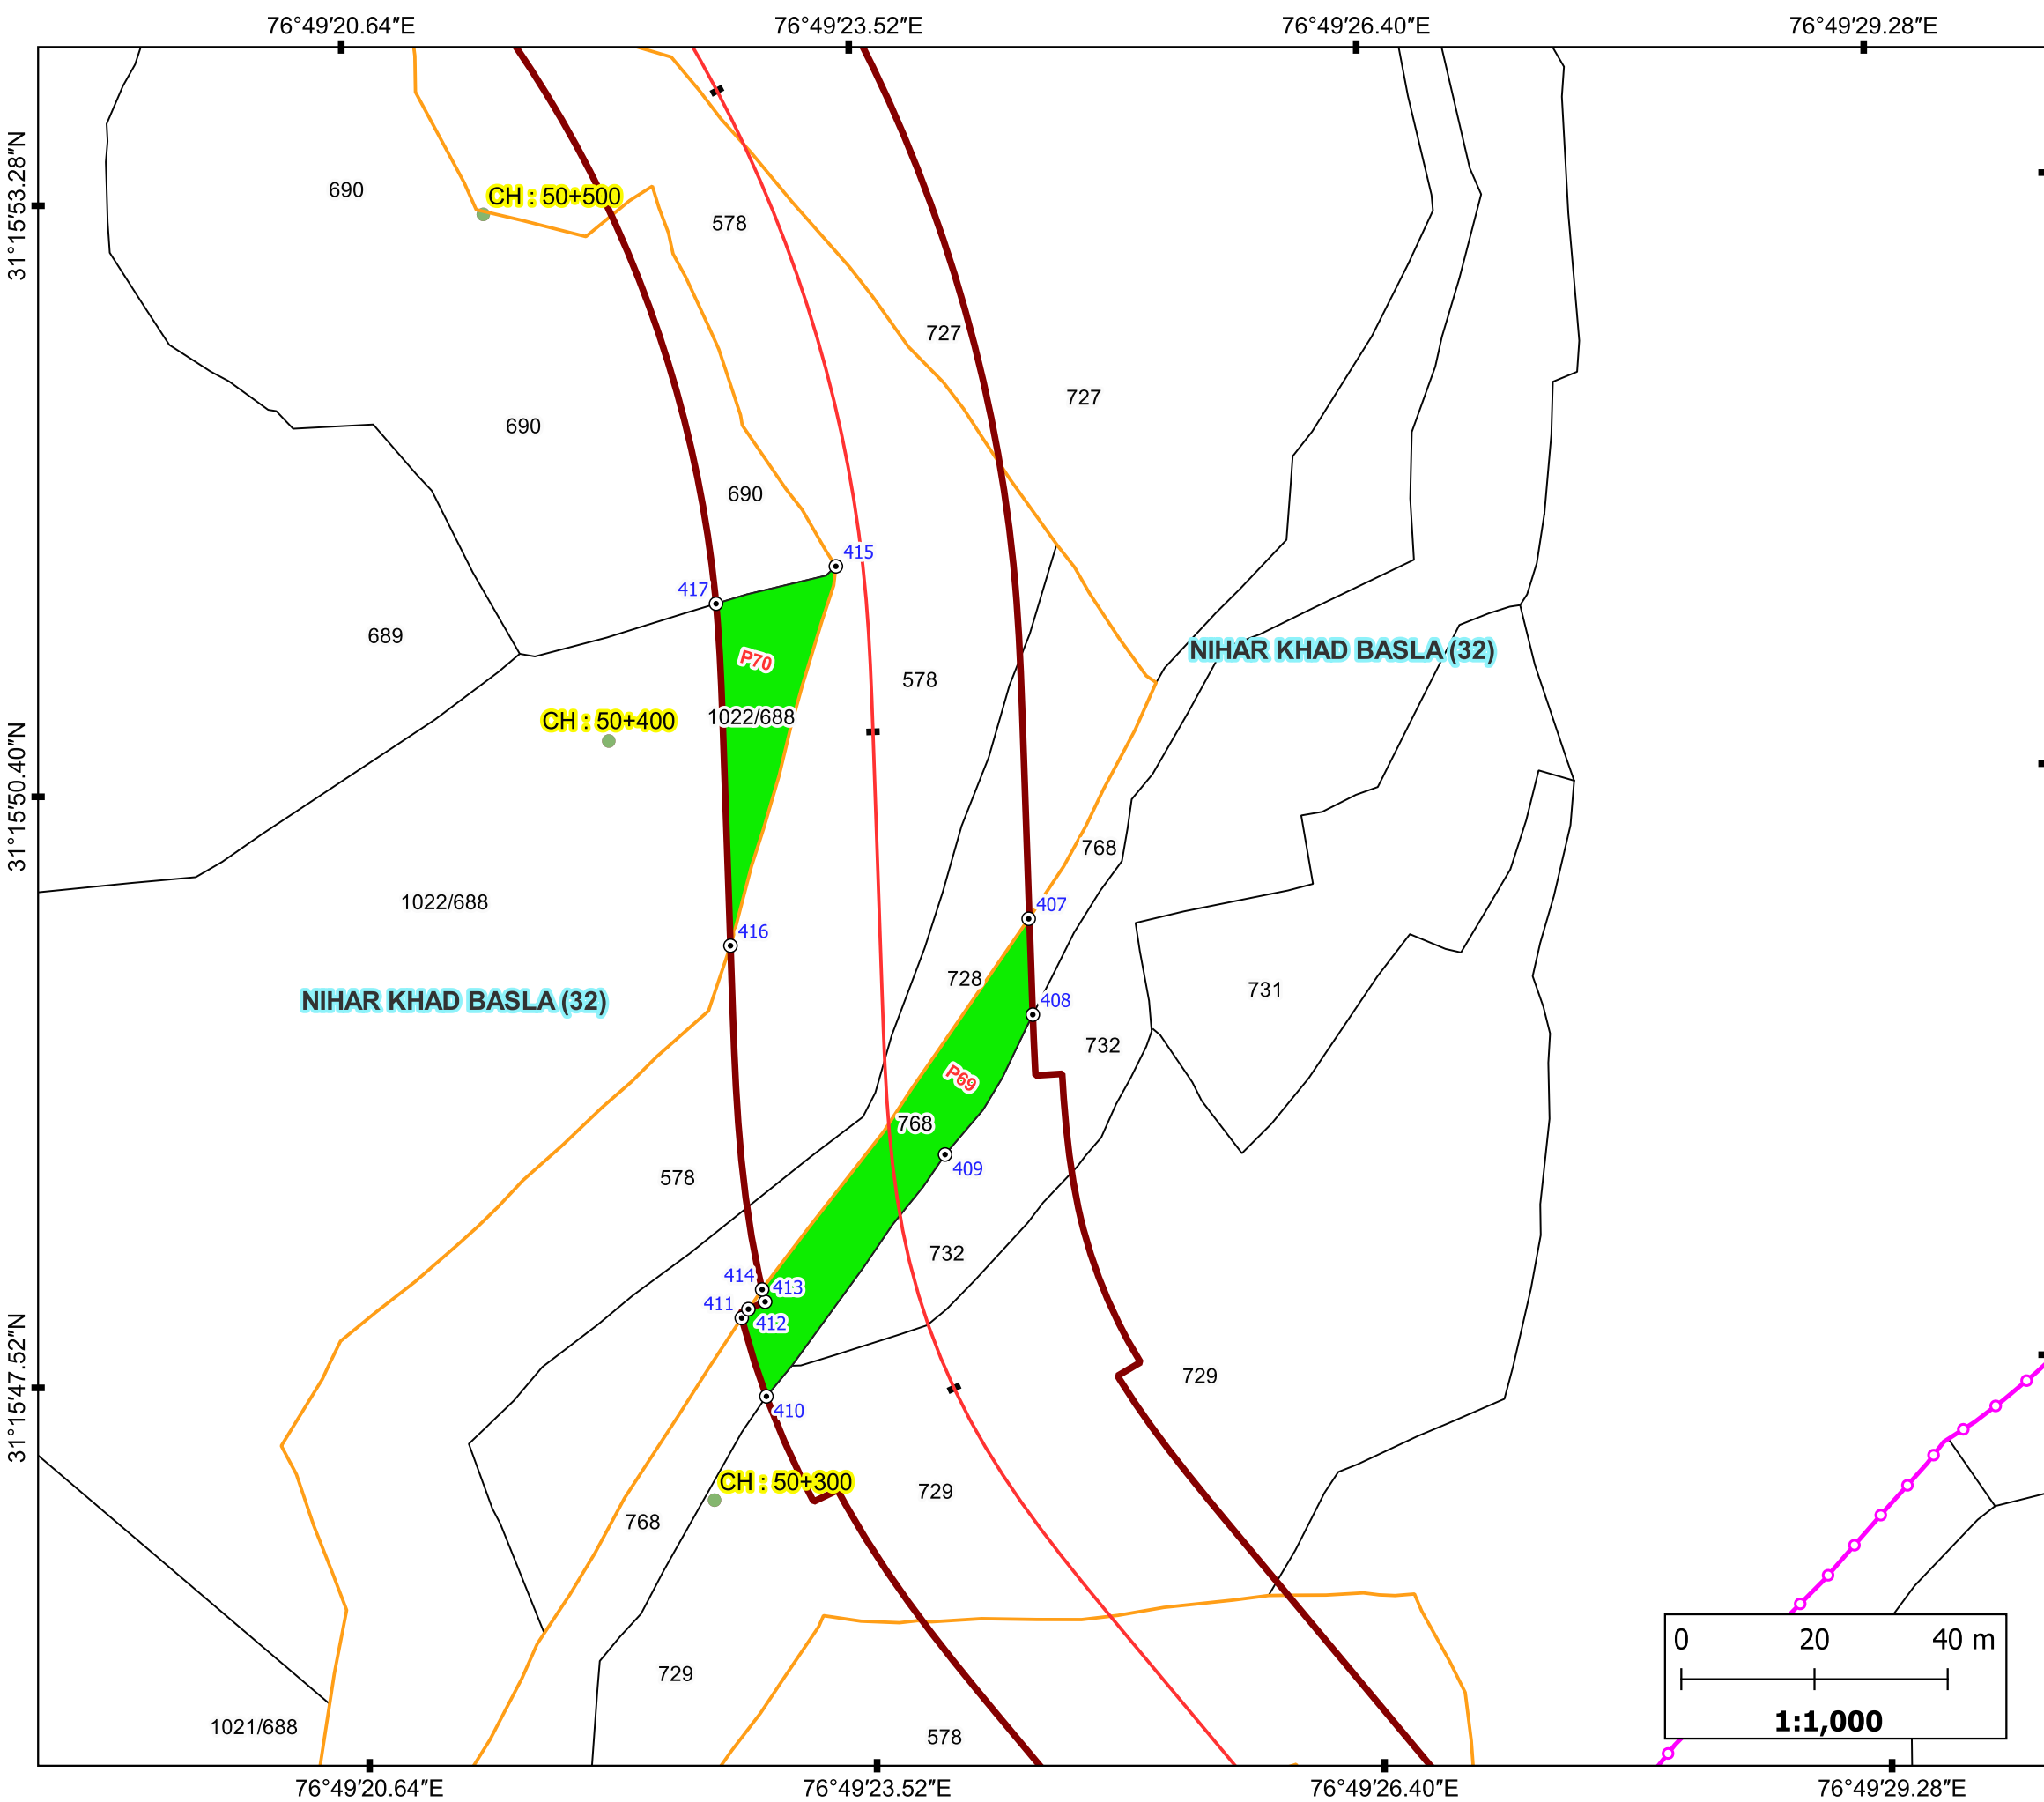 76°49′20.64″E
76°49′23.52″E
76°49′26.40″E
76°49′29.28″E
31°15′53.28″N
690
CH : 50+500
578
727
727
690
690
415
417
689
NIHAR KHAD BASLA (32)
P70
578
1022/688
CH : 50+400
31°15′50.40″N
768
1022/688
407
416
728
731
NIHAR KHAD BASLA (32)
408
732
P69
768
409
578
732
414
413
411
412
31°15′47.52″N
729
410
CH : 50+300
729
768
0 20 40 m
729
1:1,000
1021/688
578
76°49′20.64″E
76°49′23.52″E
76°49′26.40″E
76°49′29.28″E